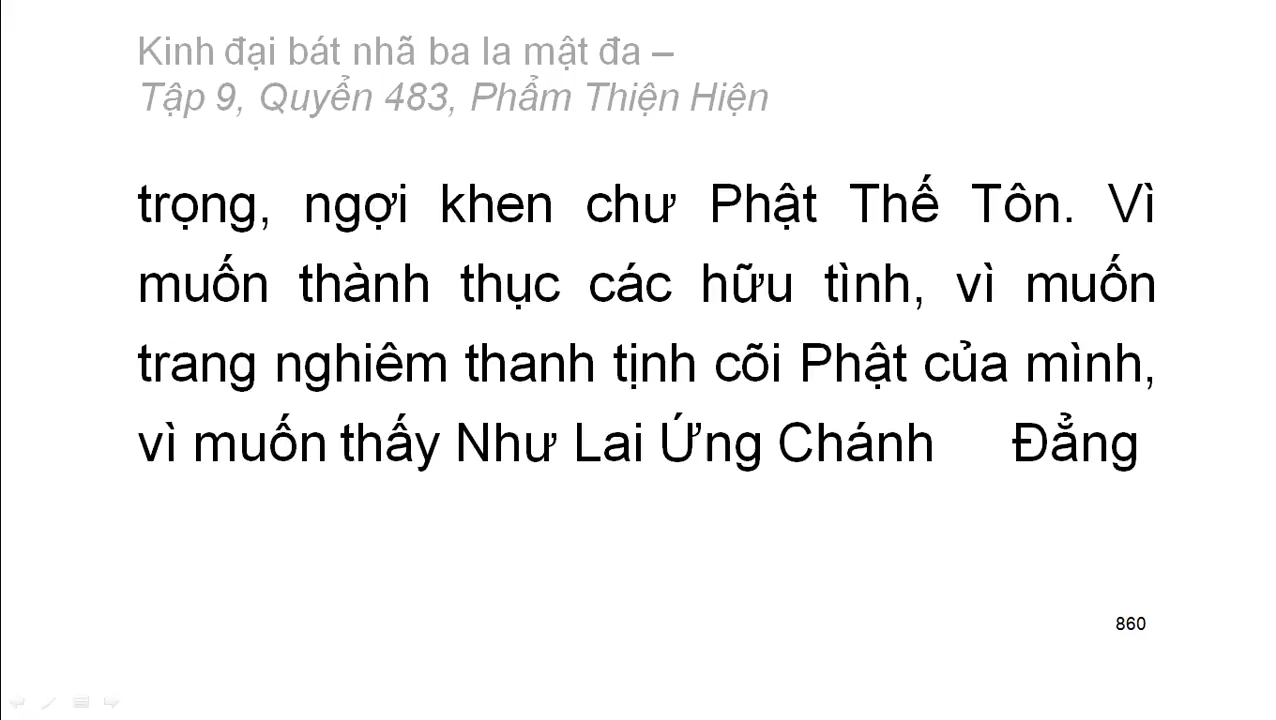 Kinh đại bát nhã ba la mật đa –
Tập 9, Quyển 483, Phẩm Thiện Hiện
trọng, ngợi khen chư Phật Thế Tôn. Vì
muốn thành thục các hữu tình, vì muốn
trang nghiêm thanh tịnh cõi Phật của mình,
vì muốn thấy Như Lai Ứng Chánh Đẳng
860